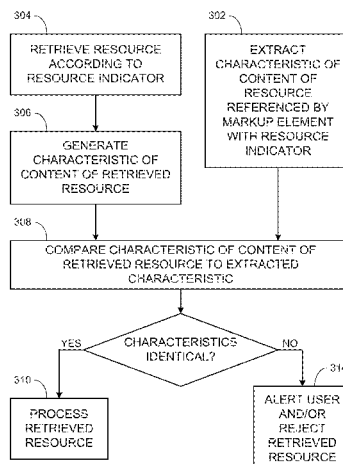 304
RETRIEVE RESOURCE
ACCORDING TO
RESOURCE INDICATOR
302
EXTRACT
CHARACTERISTIC OF
CONTENT OF
RESOURCE
REFERENCED BY
MARKUP ELEMENT
WITH RESOURCE
INDICATOR
306
GENERATE
CHARACTERISTIC OF
CONTENT OF RETRIEVED
RESOURCE
308
COMPARE CHARACTERISTIC OF CONTENT OF
RETRIEVED RESOURCE TO EXTRACTED
CHARACTERISTIC
YES
CHARACTERISTICS
IDENTICAL?
NO
310
PROCESS
RETRIEVED
RESOURCE
ALERT USER
AND/OR
REJECT
RETRIEVED
RESOURCE